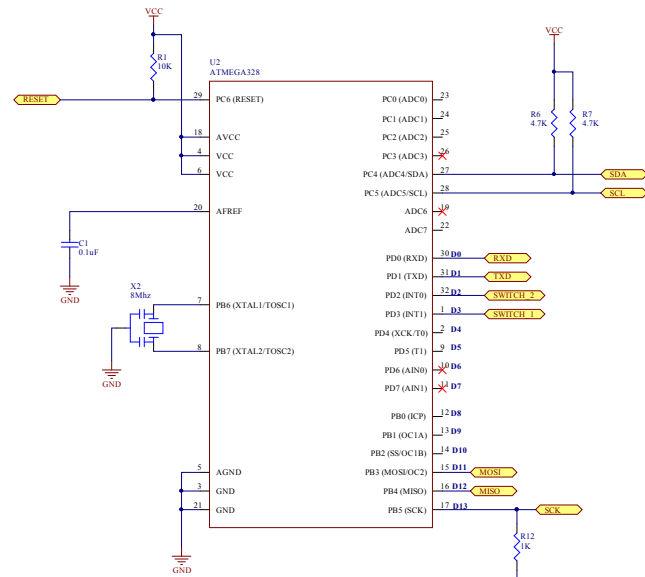 VCC
R1
10K
RESET
U2
ATMEGA328
29 PC6 (RESET)
18 AVCC
4 VCC
6 VCC
20 AFREF
C1
0.1uF
GND
X2
8Mhz
7 PB6 (XTAL1/TOSC1)
8 PB7 (XTAL2/TOSC2)
GND
5 AGND
3 GND
21 GND
GND
PC0 (ADC0) 23
PC1 (ADC1) 24
PC2 (ADC2) 25
PC3 (ADC3) 26
PC4 (ADC4/SDA) 27
PC5 (ADC5/SCL) 28
ADC6 19
ADC7 22
PD0 (RXD) 30 D0 RXD
PD1 (TXD) 31 D1 TXD
PD2 (INT0) 32 D2 SWITCH_2
PD3 (INT1) 1 D3 SWITCH_1
PD4 (XCK/T0) 2 D4
PD5 (T1) 9 D5
PD6 (AIN0) 10 D6
PD7 (AIN1) 11 D7
PB0 (ICP) 12 D8
PB1 (OC1A) 13 D9
PB2 (SS/OC1B) 14 D10
PB3 (MOSI/OC2) 15 D11 MOSI
PB4 (MISO) 16 D12 MISO
PB5 (SCK) 17 D13 SCK
VCC
R6
4.7K
R7
4.7K
SDA
SCL
R12
1K